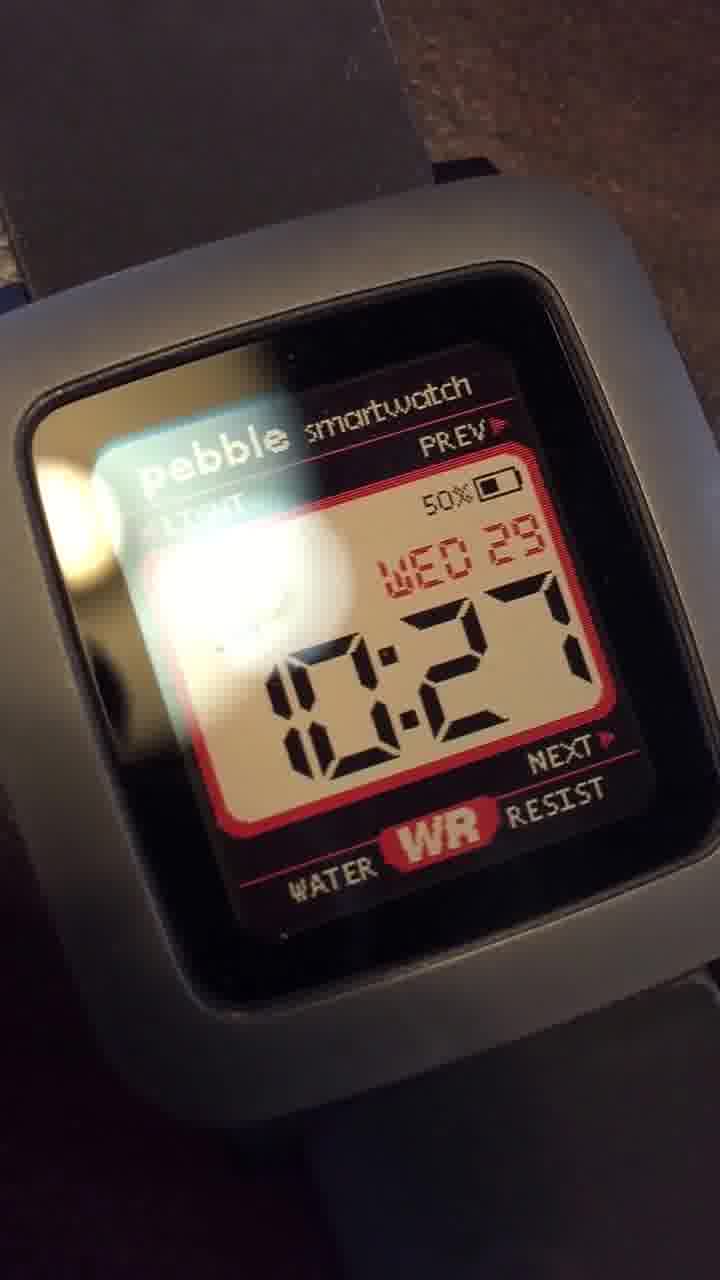 pebble smartwatch
PREV
LIGHT
50%
WED 29
10:27
NEXT
WATER WR RESIST